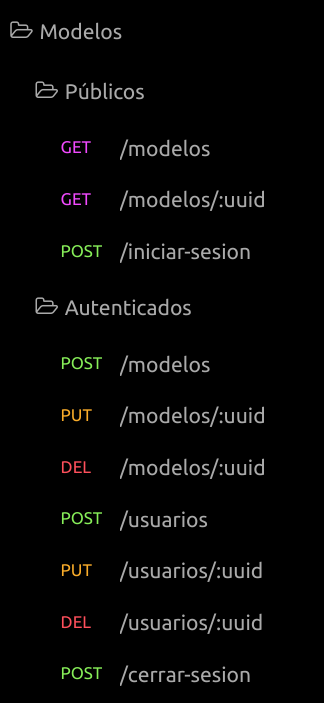 Modelos
Públicos
GET /modelos
GET /modelos/:uuid
POST /iniciar-sesion
Autenticados
POST /modelos
PUT /modelos/:uuid
DEL /modelos/:uuid
POST /usuarios
PUT /usuarios/:uuid
DEL /usuarios/:uuid
POST /cerrar-sesion